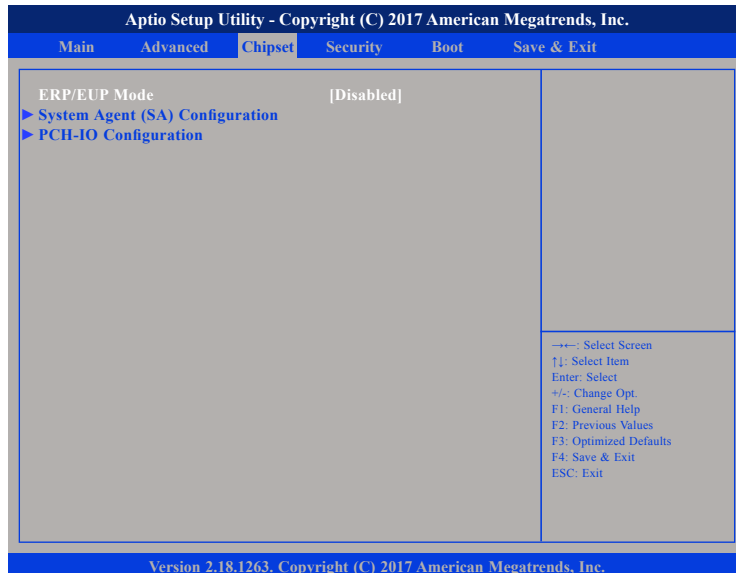 Aptio Setup Utility - Copyright (C) 2017 American Megatrends, Inc.
Main Advanced Chipset Security Boot Save & Exit
ERP/EUP Mode [Disabled]
► System Agent (SA) Configuration
► PCH-IO Configuration
→←: Select Screen
↑↓: Select Item
Enter: Select
+/-: Change Opt.
F1: General Help
F2: Previous Values
F3: Optimized Defaults
F4: Save & Exit
ESC: Exit
Version 2.18.1263. Copyright (C) 2017 American Megatrends, Inc.